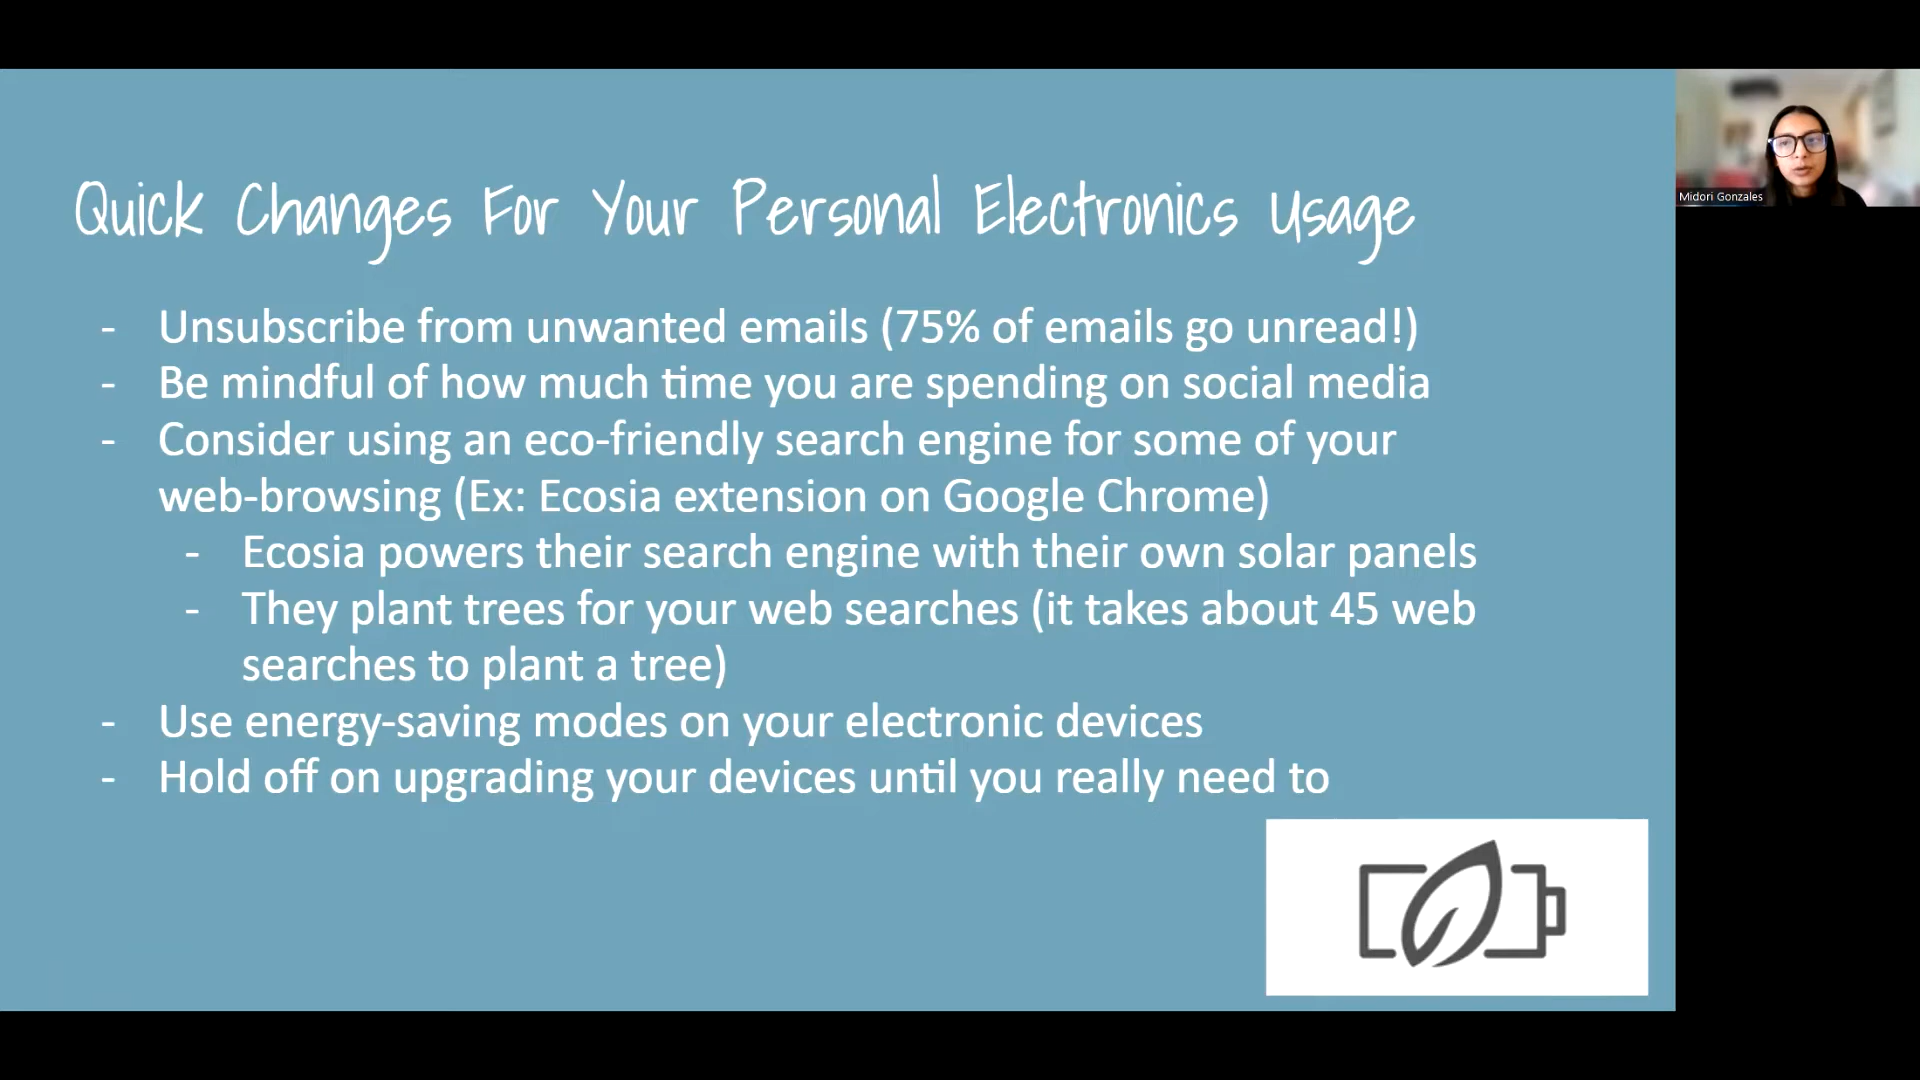 Quick Changes For Your Personal Electronics Usage
- Unsubscribe from unwanted emails (75% of emails go unread!)
- Be mindful of how much time you are spending on social media
- Consider using an eco-friendly search engine for some of your
web-browsing (Ex: Ecosia extension on Google Chrome)
- Ecosia powers their search engine with their own solar panels
- They plant trees for your web searches (it takes about 45 web
searches to plant a tree)
- Use energy-saving modes on your electronic devices
- Hold off on upgrading your devices until you really need to
Midori Gonzales